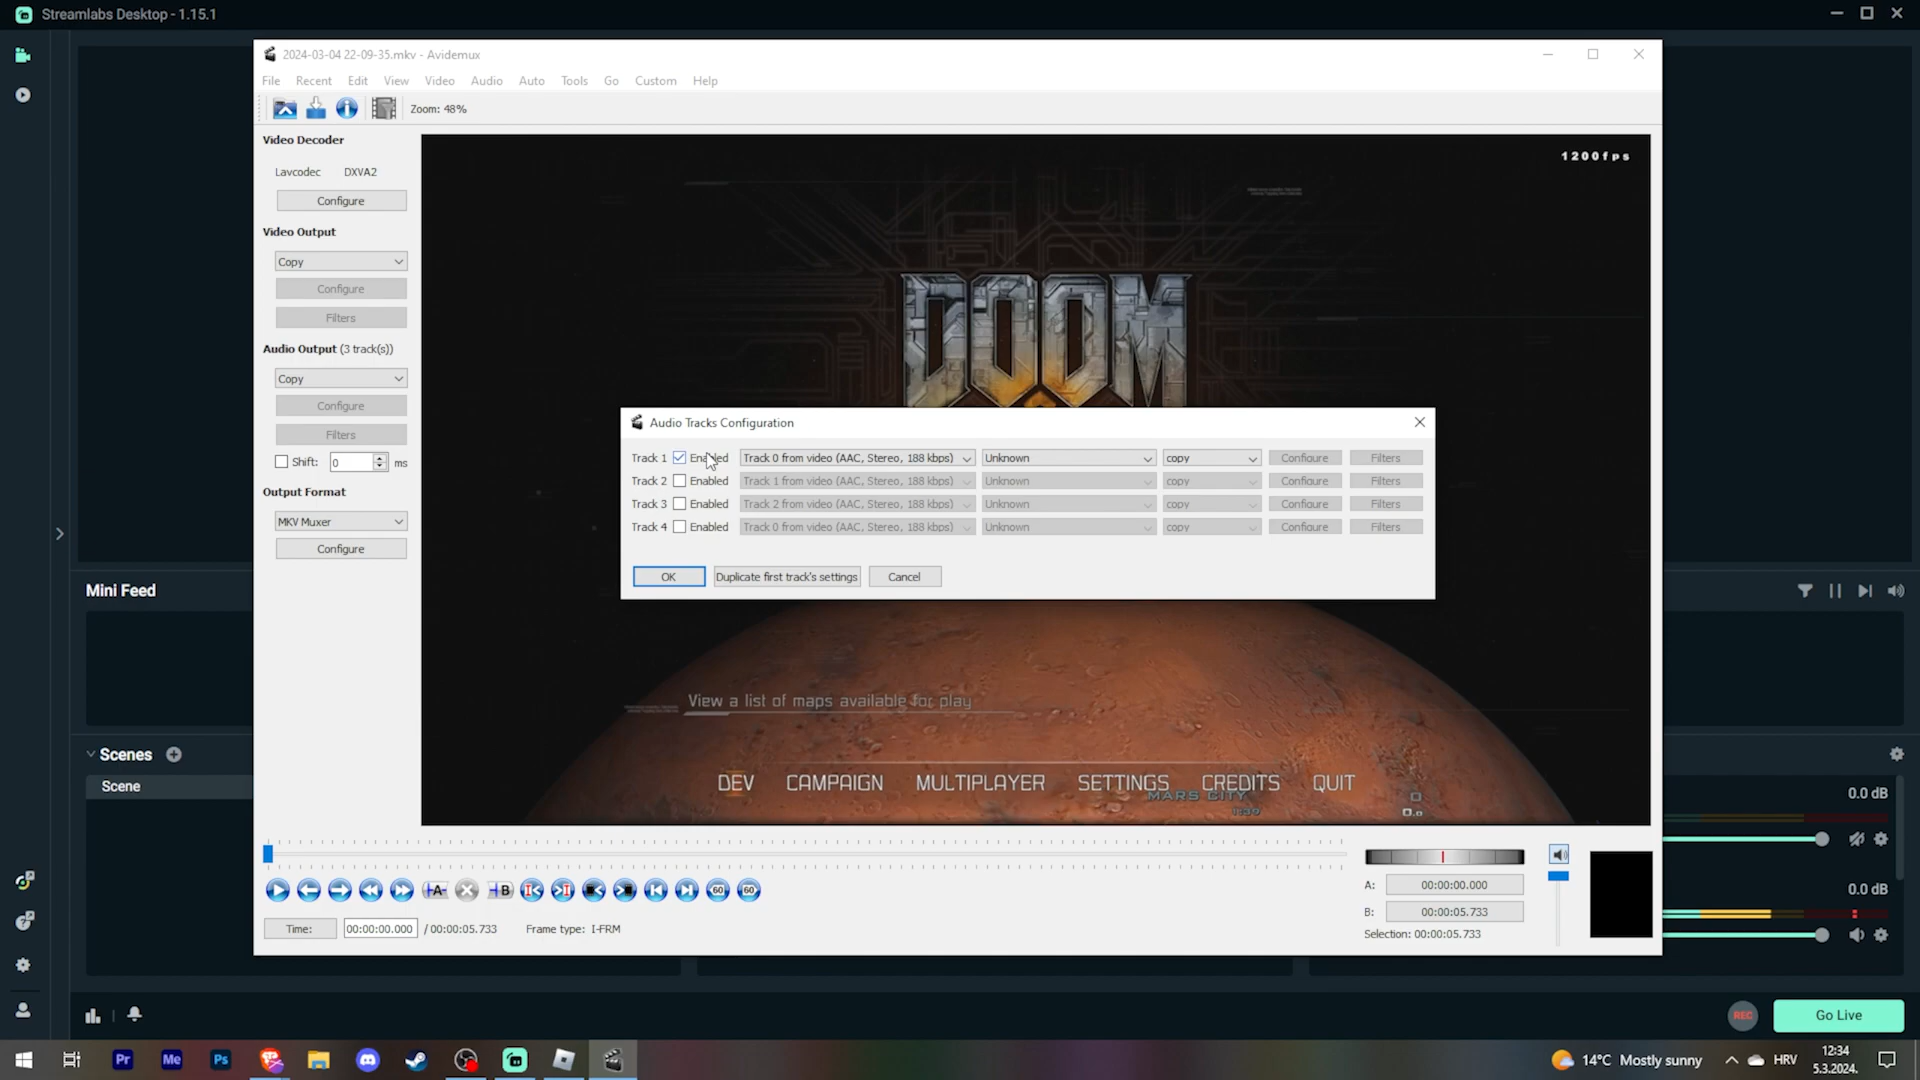 Streamlabs Desktop - 1.15.1
2024-03-04 22-09-35.mkv - Avidemux
File Recent Edit View Video Audio Auto Tools Go Custom Help
Zoom: 48%
Video Decoder
Lavcodec DXVA2
Configure
Video Output
Copy
Configure
Filters
Audio Output (3 track(s))
Copy
Configure
Filters
Shift: 0 ms
Output Format
MKV Muxer
Configure
1200fps
DOOM
Audio Tracks Configuration
Track 1 Enabled Track 0 from video (AAC, Stereo, 188 kbps) Unknown copy Configure Filters
Track 2 Enabled Track 1 from video (AAC, Stereo, 188 kbps) Unknown copy Configure Filters
Track 3 Enabled Track 2 from video (AAC, Stereo, 188 kbps) Unknown copy Configure Filters
Track 4 Enabled Track 0 from video (AAC, Stereo, 188 kbps) Unknown copy Configure Filters
OK Duplicate first track's settings Cancel
View a list of maps available for play
DEV CAMPAIGN MULTIPLAYER SETTINGS CREDITS QUIT
MARS CITY
Mini Feed
Scenes
Scene
0.0 dB
0.0 dB
A B
60 60
A: 00:00:00.000
B: 00:00:05.733
Selection: 00:00:05.733
Time: 00:00:00.000 / 00:00:05.733 Frame type: I-FRM
REC Go Live
Pr Me Ps
14°C Mostly sunny
HRV
12:34
5.3.2024.